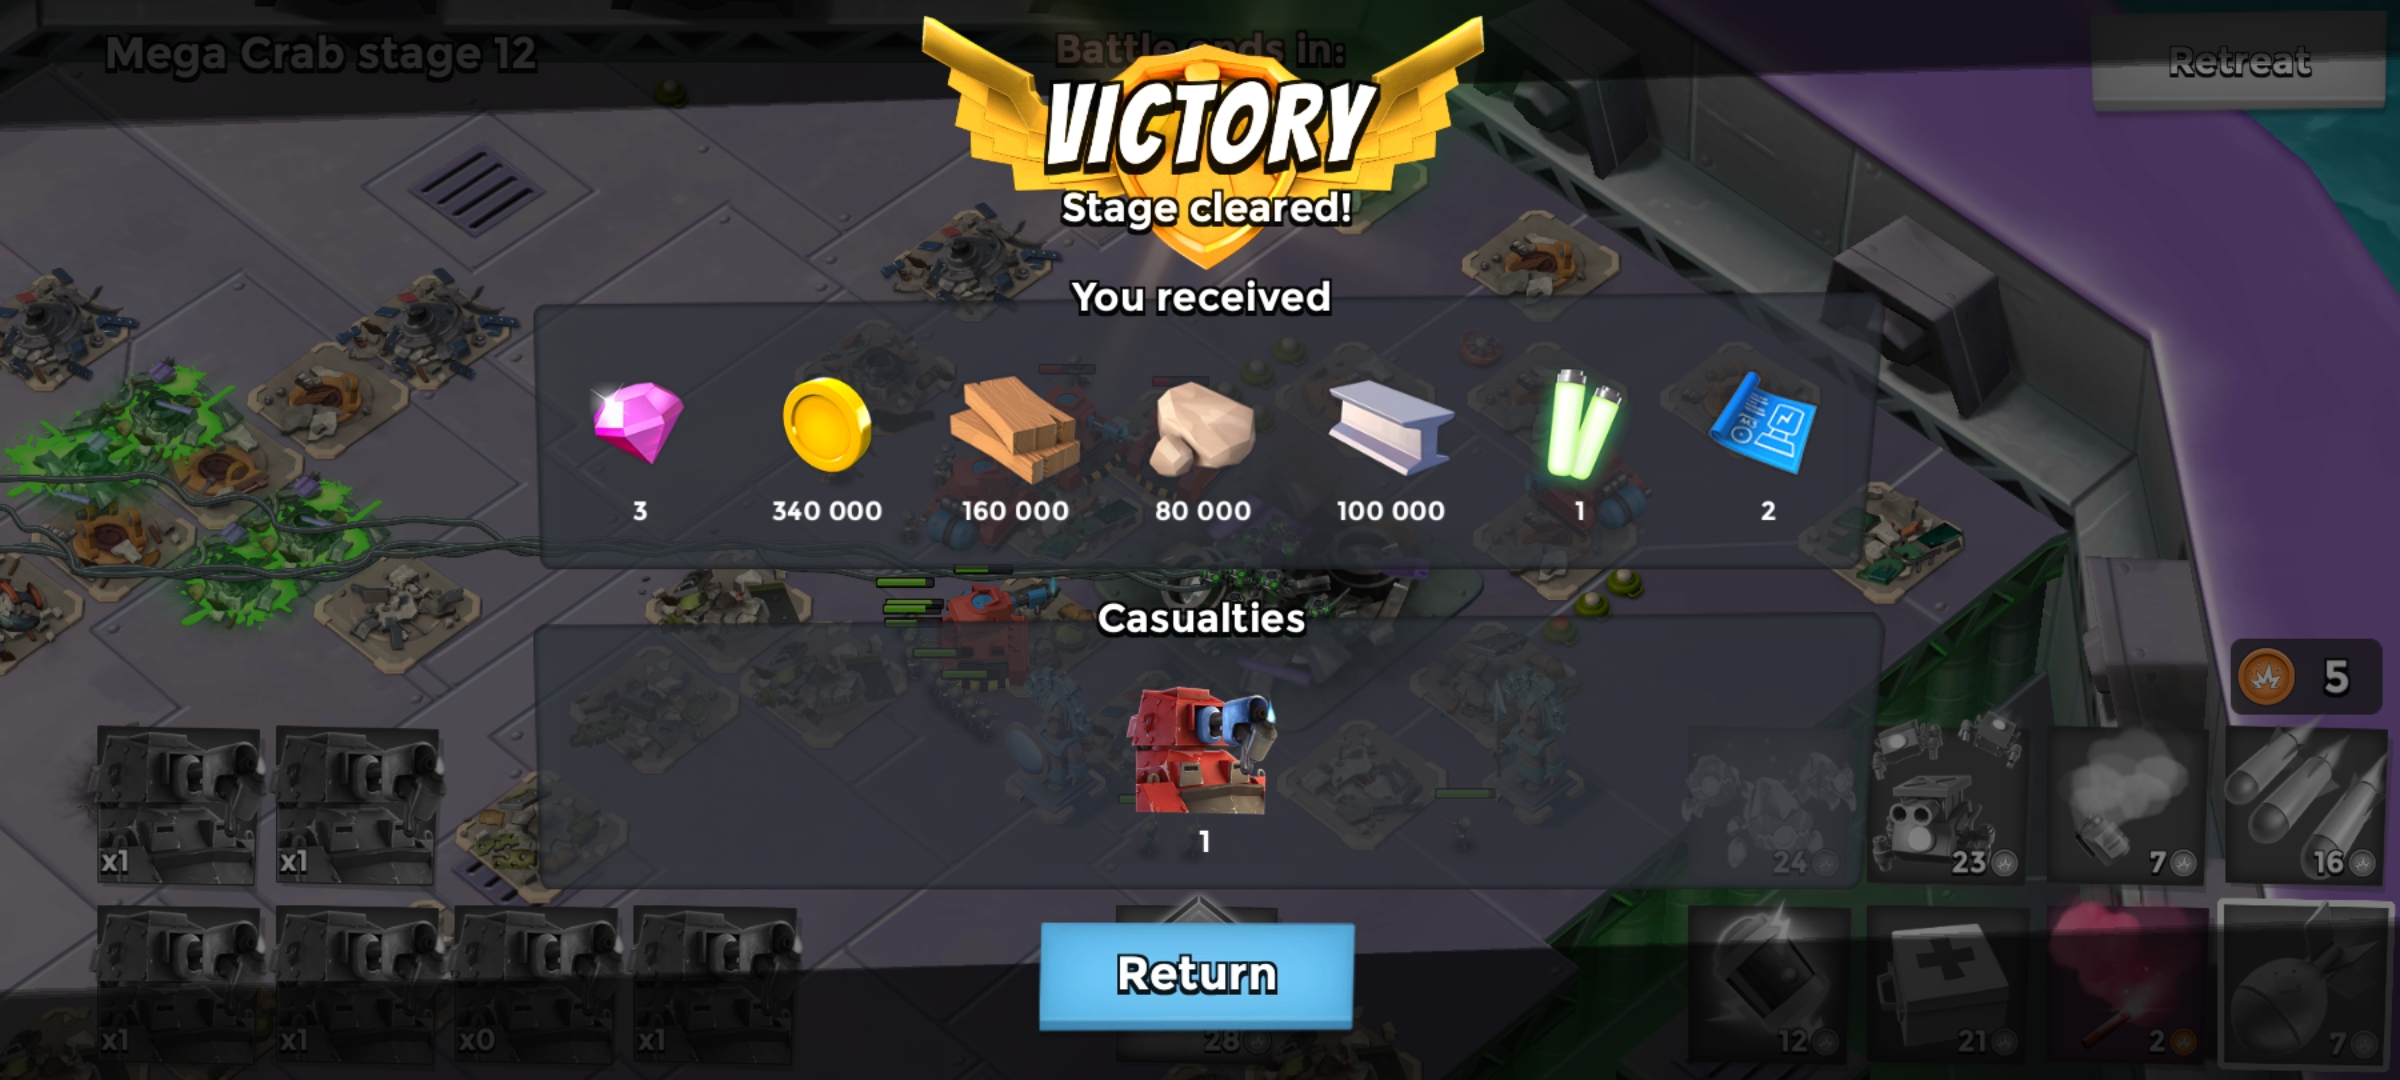 Mega Crab stage 12
Battle ends in:
Retreat
VICTORY
Stage cleared!
You received
3
340 000
160 000
80 000
100 000
1
2
Casualties
5
1
x1
x1
24
23
7
16
Return
x1
x1
x0
x1
28
12
21
2
7